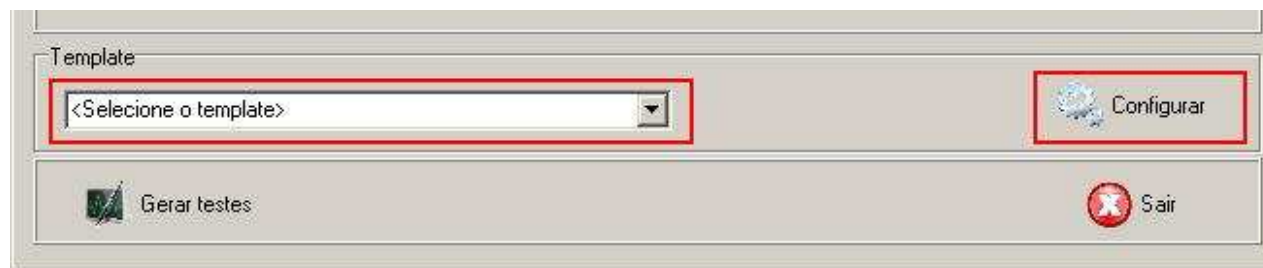 Template
<Selecione o template>
Configurar
Gerar testes
Sair